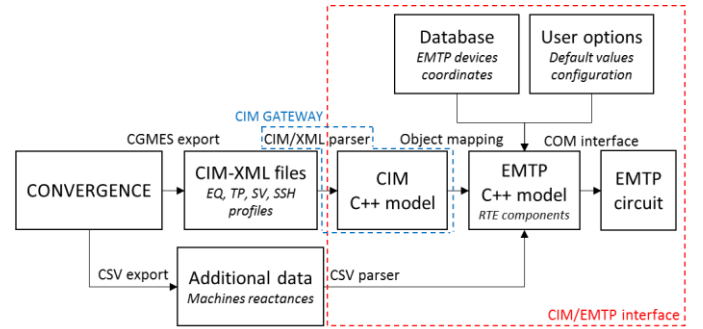 Database
EMTP devices
coordinates
User options
Default values
configuration
CIM GATEWAY
CGMES export
CIM/XML parser
Object mapping
COM interface
CONVERGENCE
CIM-XML files
EQ, TP, SV, SSH
profiles
CIM
C++ model
EMTP
C++ model
RTE components
EMTP
circuit
CSV export
Additional data
Machines reactances
CSV parser
CIM/EMTP interface